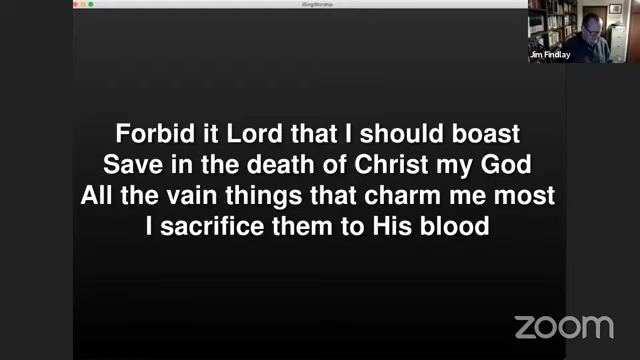 iSingWorship
Jim Findlay
Forbid it Lord that I should boast
Save in the death of Christ my God
All the vain things that charm me most
I sacrifice them to His blood
zoom